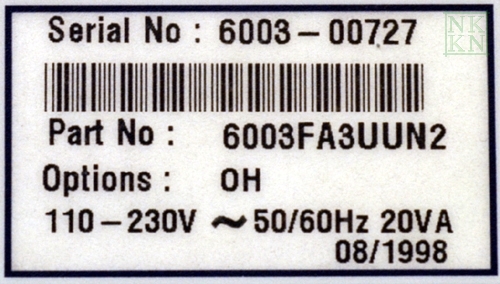 Serial No : 6003-00727
NK
KN
Part No : 6003FA3UUN2
Options : OH
110-230V ~ 50/60Hz 20VA
08/1998